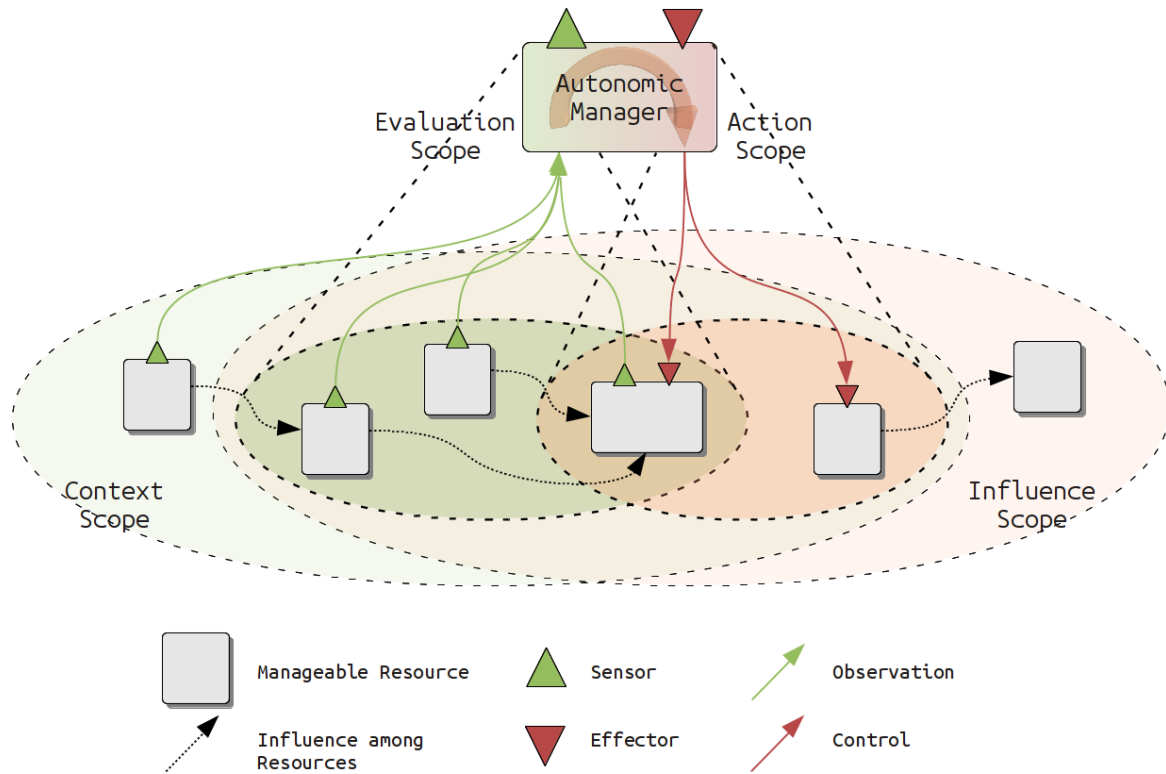 Autonomic
Manager
Evaluation
Scope
Action
Scope
Context
Scope
Influence
Scope
Manageable Resource
Sensor
Observation
Influence among
Resources
Effector
Control